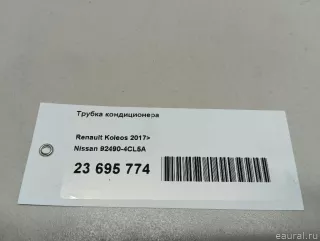 Трубка кондиционера
Renault Koleos 2017>
Nissan 92490-4CL5A
23 695 774
eaural.ru